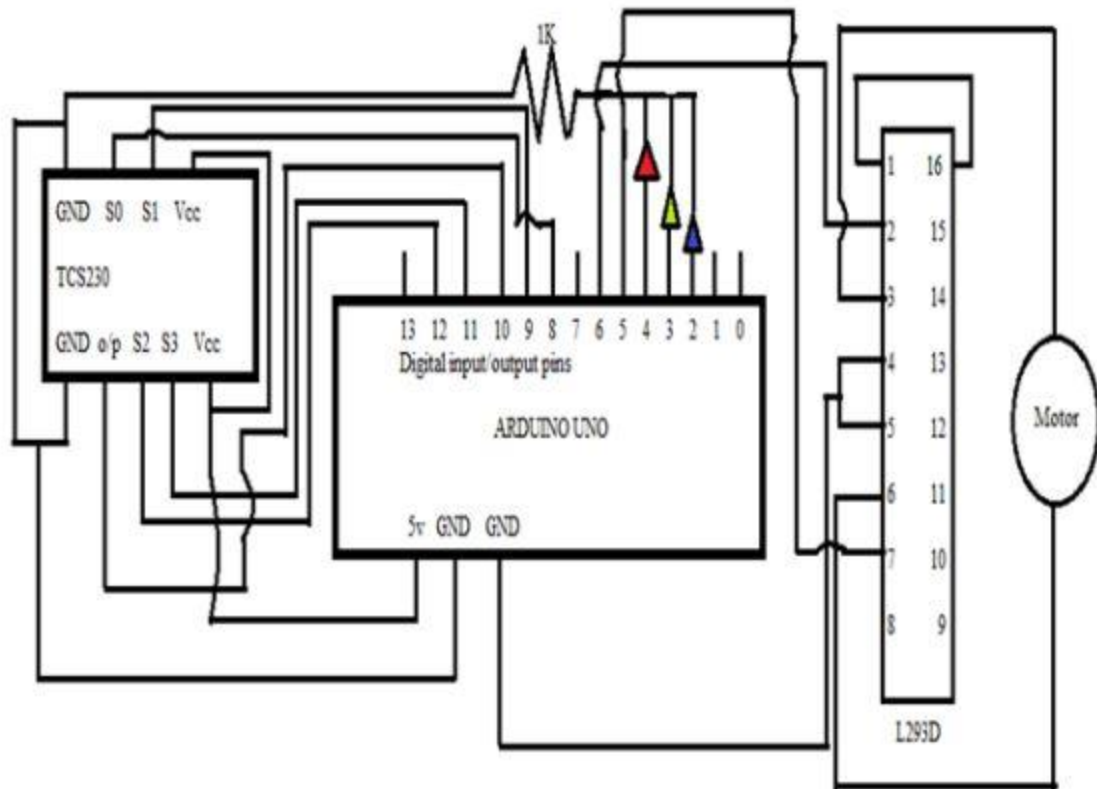 1K
GND S0 S1 Vcc
TCS230
GND o/p S2 S3 Vcc
13 12 11 10 9 8 7 6 5 4 3 2 1 0
Digital input/output pins
ARDUINO UNO
5v GND GND
1 16
2 15
3 14
4 13
5 12
6 11
7 10
8 9
L293D
Motor